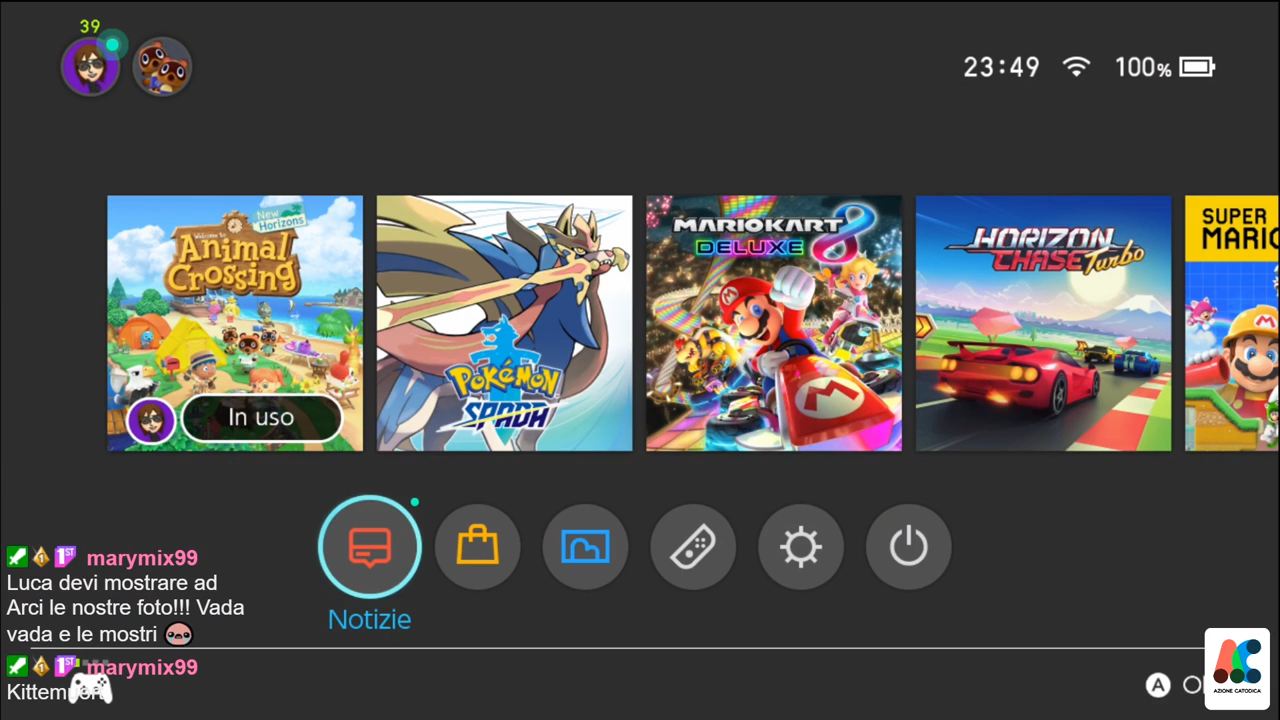 39
23:49
100%
Welcome to
Animal
Crossing
New
Horizons
In uso
POKÉMON
SPADA
MARIOKART
8
DELUXE
HORIZON
CHASE Turbo
SUPER
MARIO
Notizie
1ST marymix99
Luca devi mostrare ad
Arci le nostre foto!!! Vada
vada e le mostri
1ST marymix99
A
AZIONE CATODICA